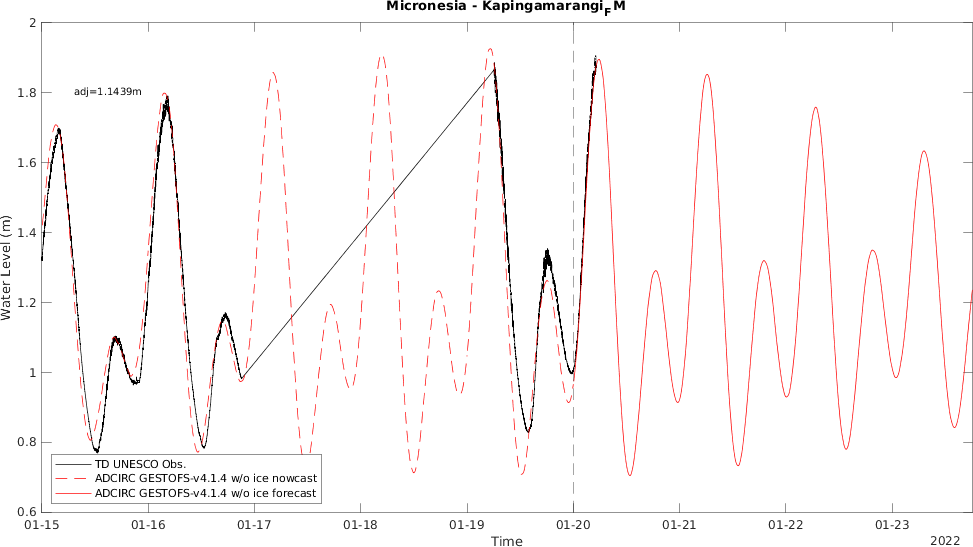 Micronesia - Kapingamarangi_FM
2
1.8
1.6
1.4
1.2
1
0.8
0.6
Water Level (m)
adj=1.1439m
TD UNESCO Obs.
ADCIRC GESTOFS-v4.1.4 w/o ice nowcast
ADCIRC GESTOFS-v4.1.4 w/o ice forecast
01-15 01-16 01-17 01-18 01-19 01-20 01-21 01-22 01-23
Time
2022